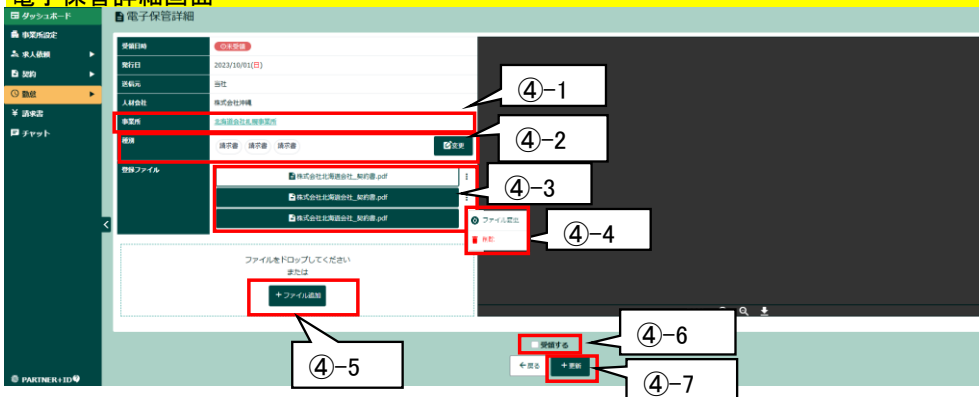 電子保管詳細画面
ダッシュボード
電子保管詳細
事業所設定
求人依頼
契約
勤怠
請求書
チャット
受領日時
未受領
発行日
2023/10/01(日)
送信元
当社
人材会社
株式会社沖縄
事業所
北海道会社札幌事業所
種別
請求書 請求書 請求書
変更
登録ファイル
株式会社北海道会社_契約書.pdf
株式会社北海道会社_契約書.pdf
株式会社北海道会社_契約書.pdf
ファイル
削除
ファイルをドロップしてください
または
+ファイル追加
受領する
←戻る
+更新
④-1
④-2
④-3
④-4
④-5
④-6
④-7
PARTNER+ID